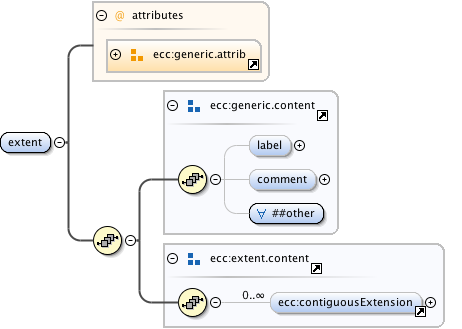 @ attributes
ecc:generic.attrib
ecc:generic.content
extent
label
comment
∀ ##other
ecc:extent.content
0..∞
ecc:contiguousExtension